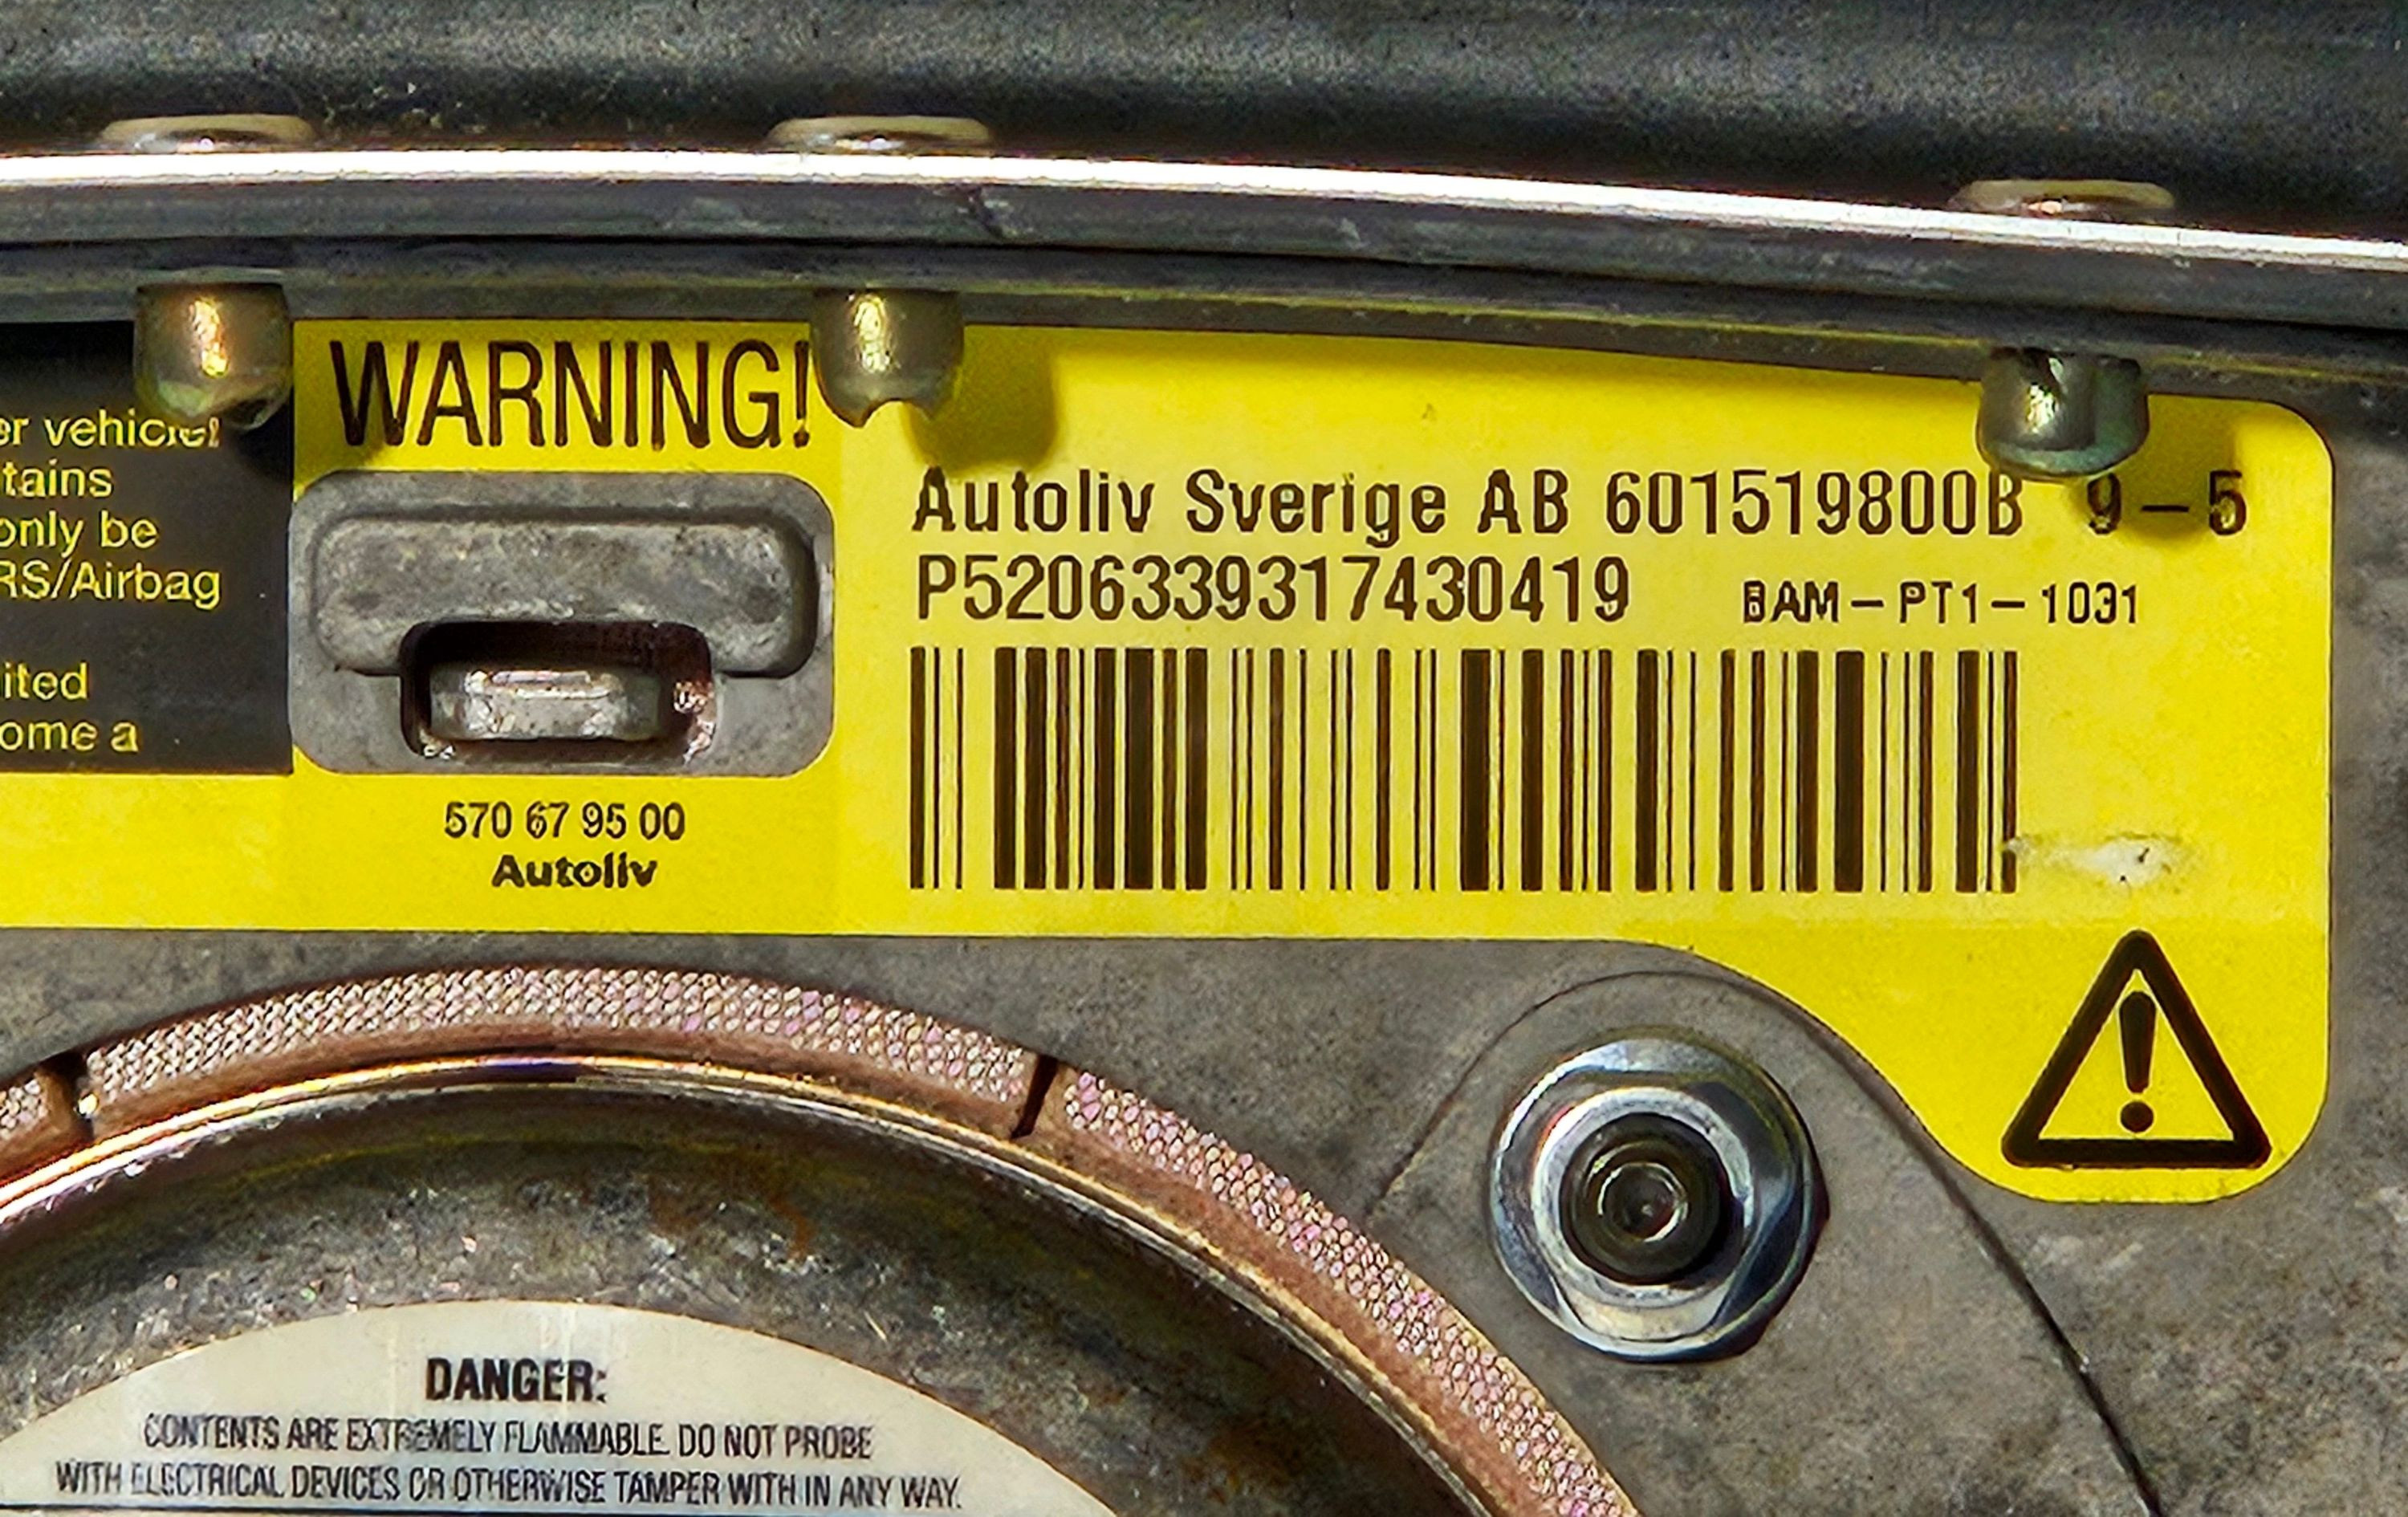 er vehicle!
tains
only be
RS/Airbag
ited
ome a
WARNING!
570 67 95 00
Autoliv
Autoliv Sverige AB 601519800B 9-5
P5206339317430419 BAM-PT1-1031
DANGER:
CONTENTS ARE EXTREMELY FLAMMABLE. DO NOT PROBE
WITH ELECTRICAL DEVICES OR OTHERWISE TAMPER WITH IN ANY WAY.